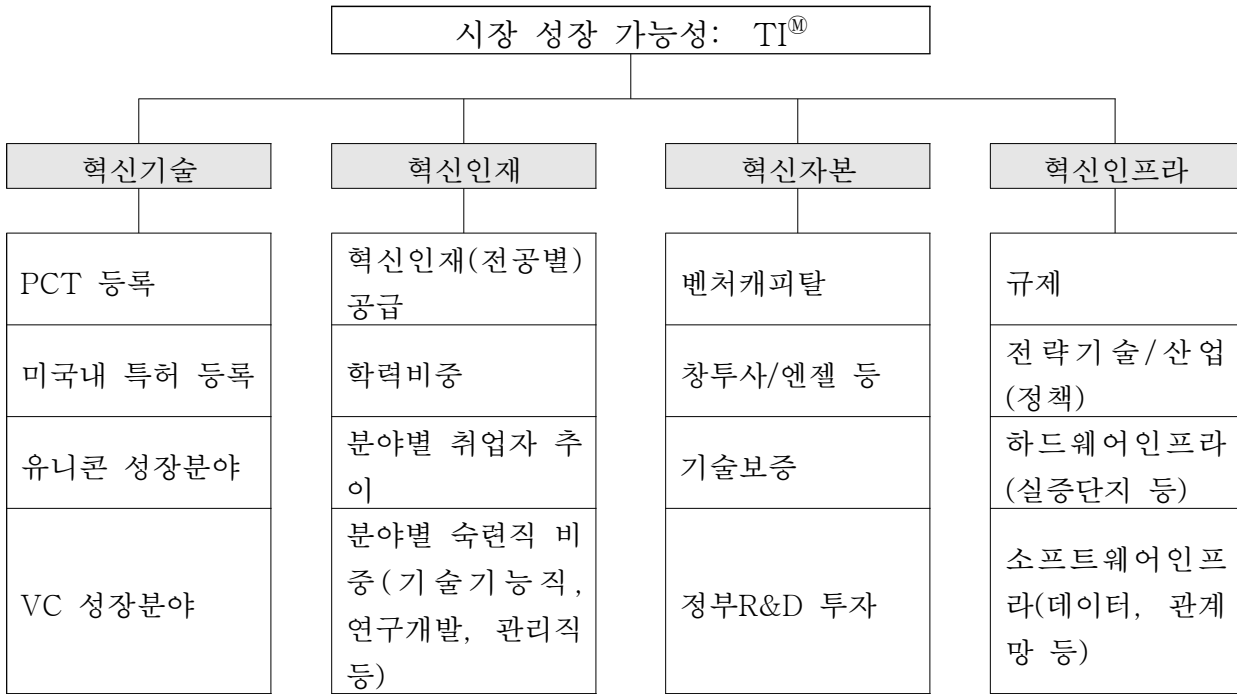 시장 성장 가능성: TIⓂ
혁신기술
혁신인재
혁신자본
혁신인프라
PCT 등록
미국내 특허 등록
유니콘 성장분야
VC 성장분야
혁신인재(전공별)
공급
학력비중
분야별 취업자 추
이
분야별 숙련직 비
중(기술기능직,
연구개발, 관리직
등)
벤처캐피탈
창투사/엔젤 등
기술보증
정부R&D 투자
규제
전략기술/산업
(정책)
하드웨어인프라
(실증단지 등)
소프트웨어인프
라(데이터, 관계
망 등)